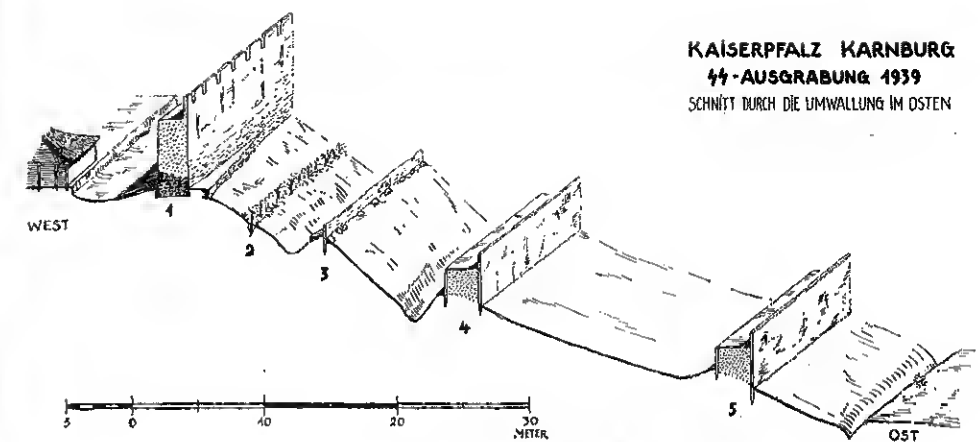 KAISERPFALZ KARNBURG
SS-AUSGRABUNG 1939
SCHNITT DURCH DIE UMWALLUNG IM OSTEN
WEST
1
2
3
4
5
OST
5 0 10 20 30
METER